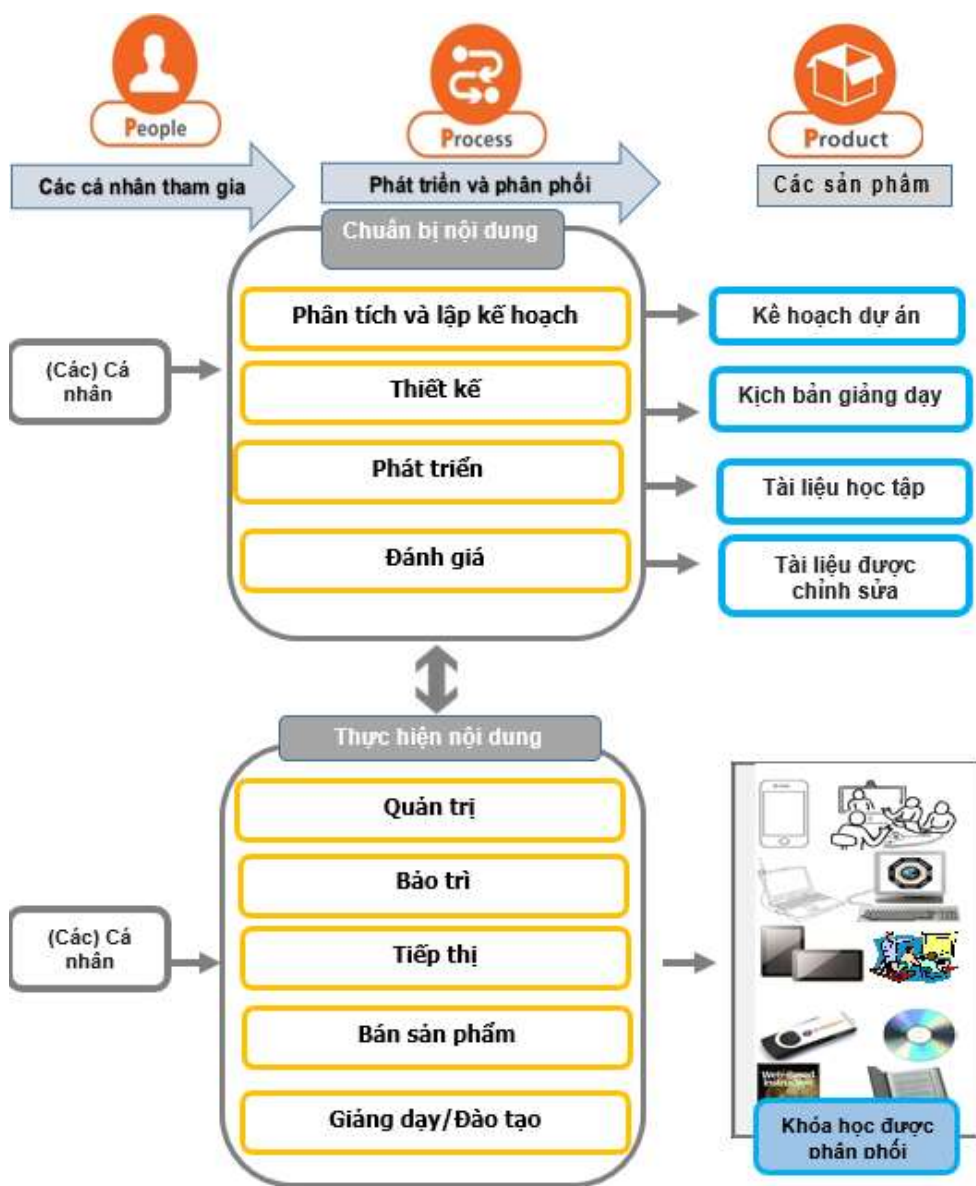 People
Process
Product
Các cá nhân tham gia
Phát triển và phân phối
Các sản phẩm
Chuẩn bị nội dung
Phân tích và lập kế hoạch
Kế hoạch dự án
(Các) Cá
nhân
Thiết kế
Kịch bản giảng dạy
Phát triển
Tài liệu học tập
Đánh giá
Tài liệu được
chỉnh sửa
Thực hiện nội dung
Quản trị
Bảo trì
(Các) Cá
nhân
Tiếp thị
Bán sản phẩm
Web-Based
Instruction
Giảng dạy/Đào tạo
Khóa học được
phân phối